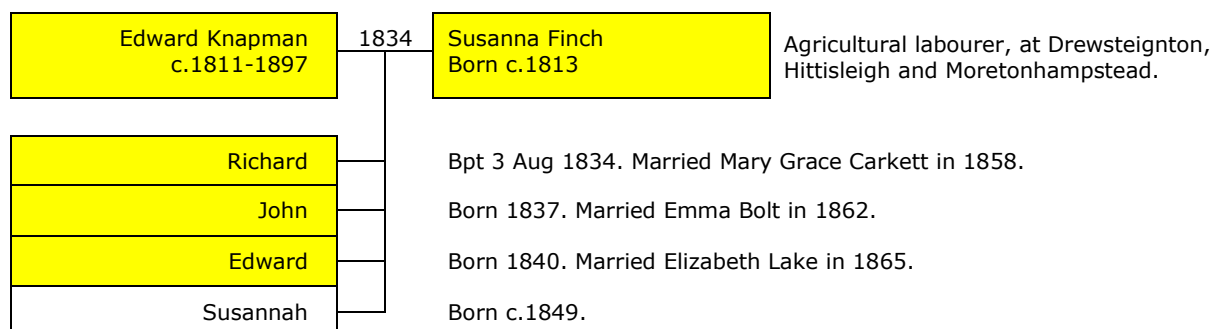 Edward Knapman
c.1811-1897
1834
Susanna Finch
Born c.1813
Agricultural labourer, at Drewsteignton,
Hittisleigh and Moretonhampstead.
Richard
Bpt 3 Aug 1834. Married Mary Grace Carkett in 1858.
John
Born 1837. Married Emma Bolt in 1862.
Edward
Born 1840. Married Elizabeth Lake in 1865.
Susannah
Born c.1849.